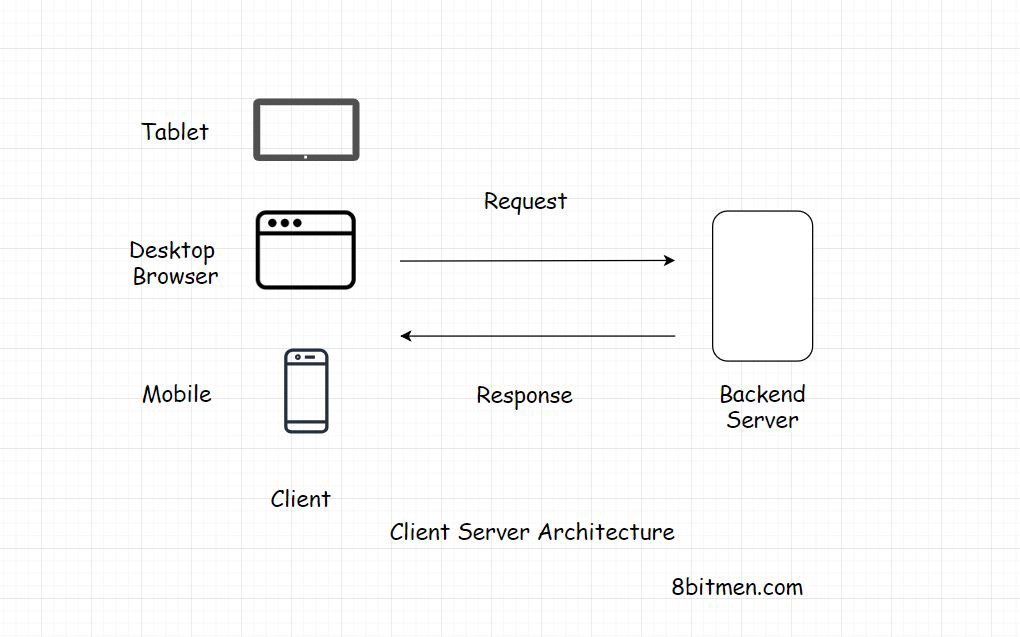 Tablet
Request
Desktop
Browser
Mobile
Response
Backend
Server
Client
Client Server Architecture
8bitmen.com